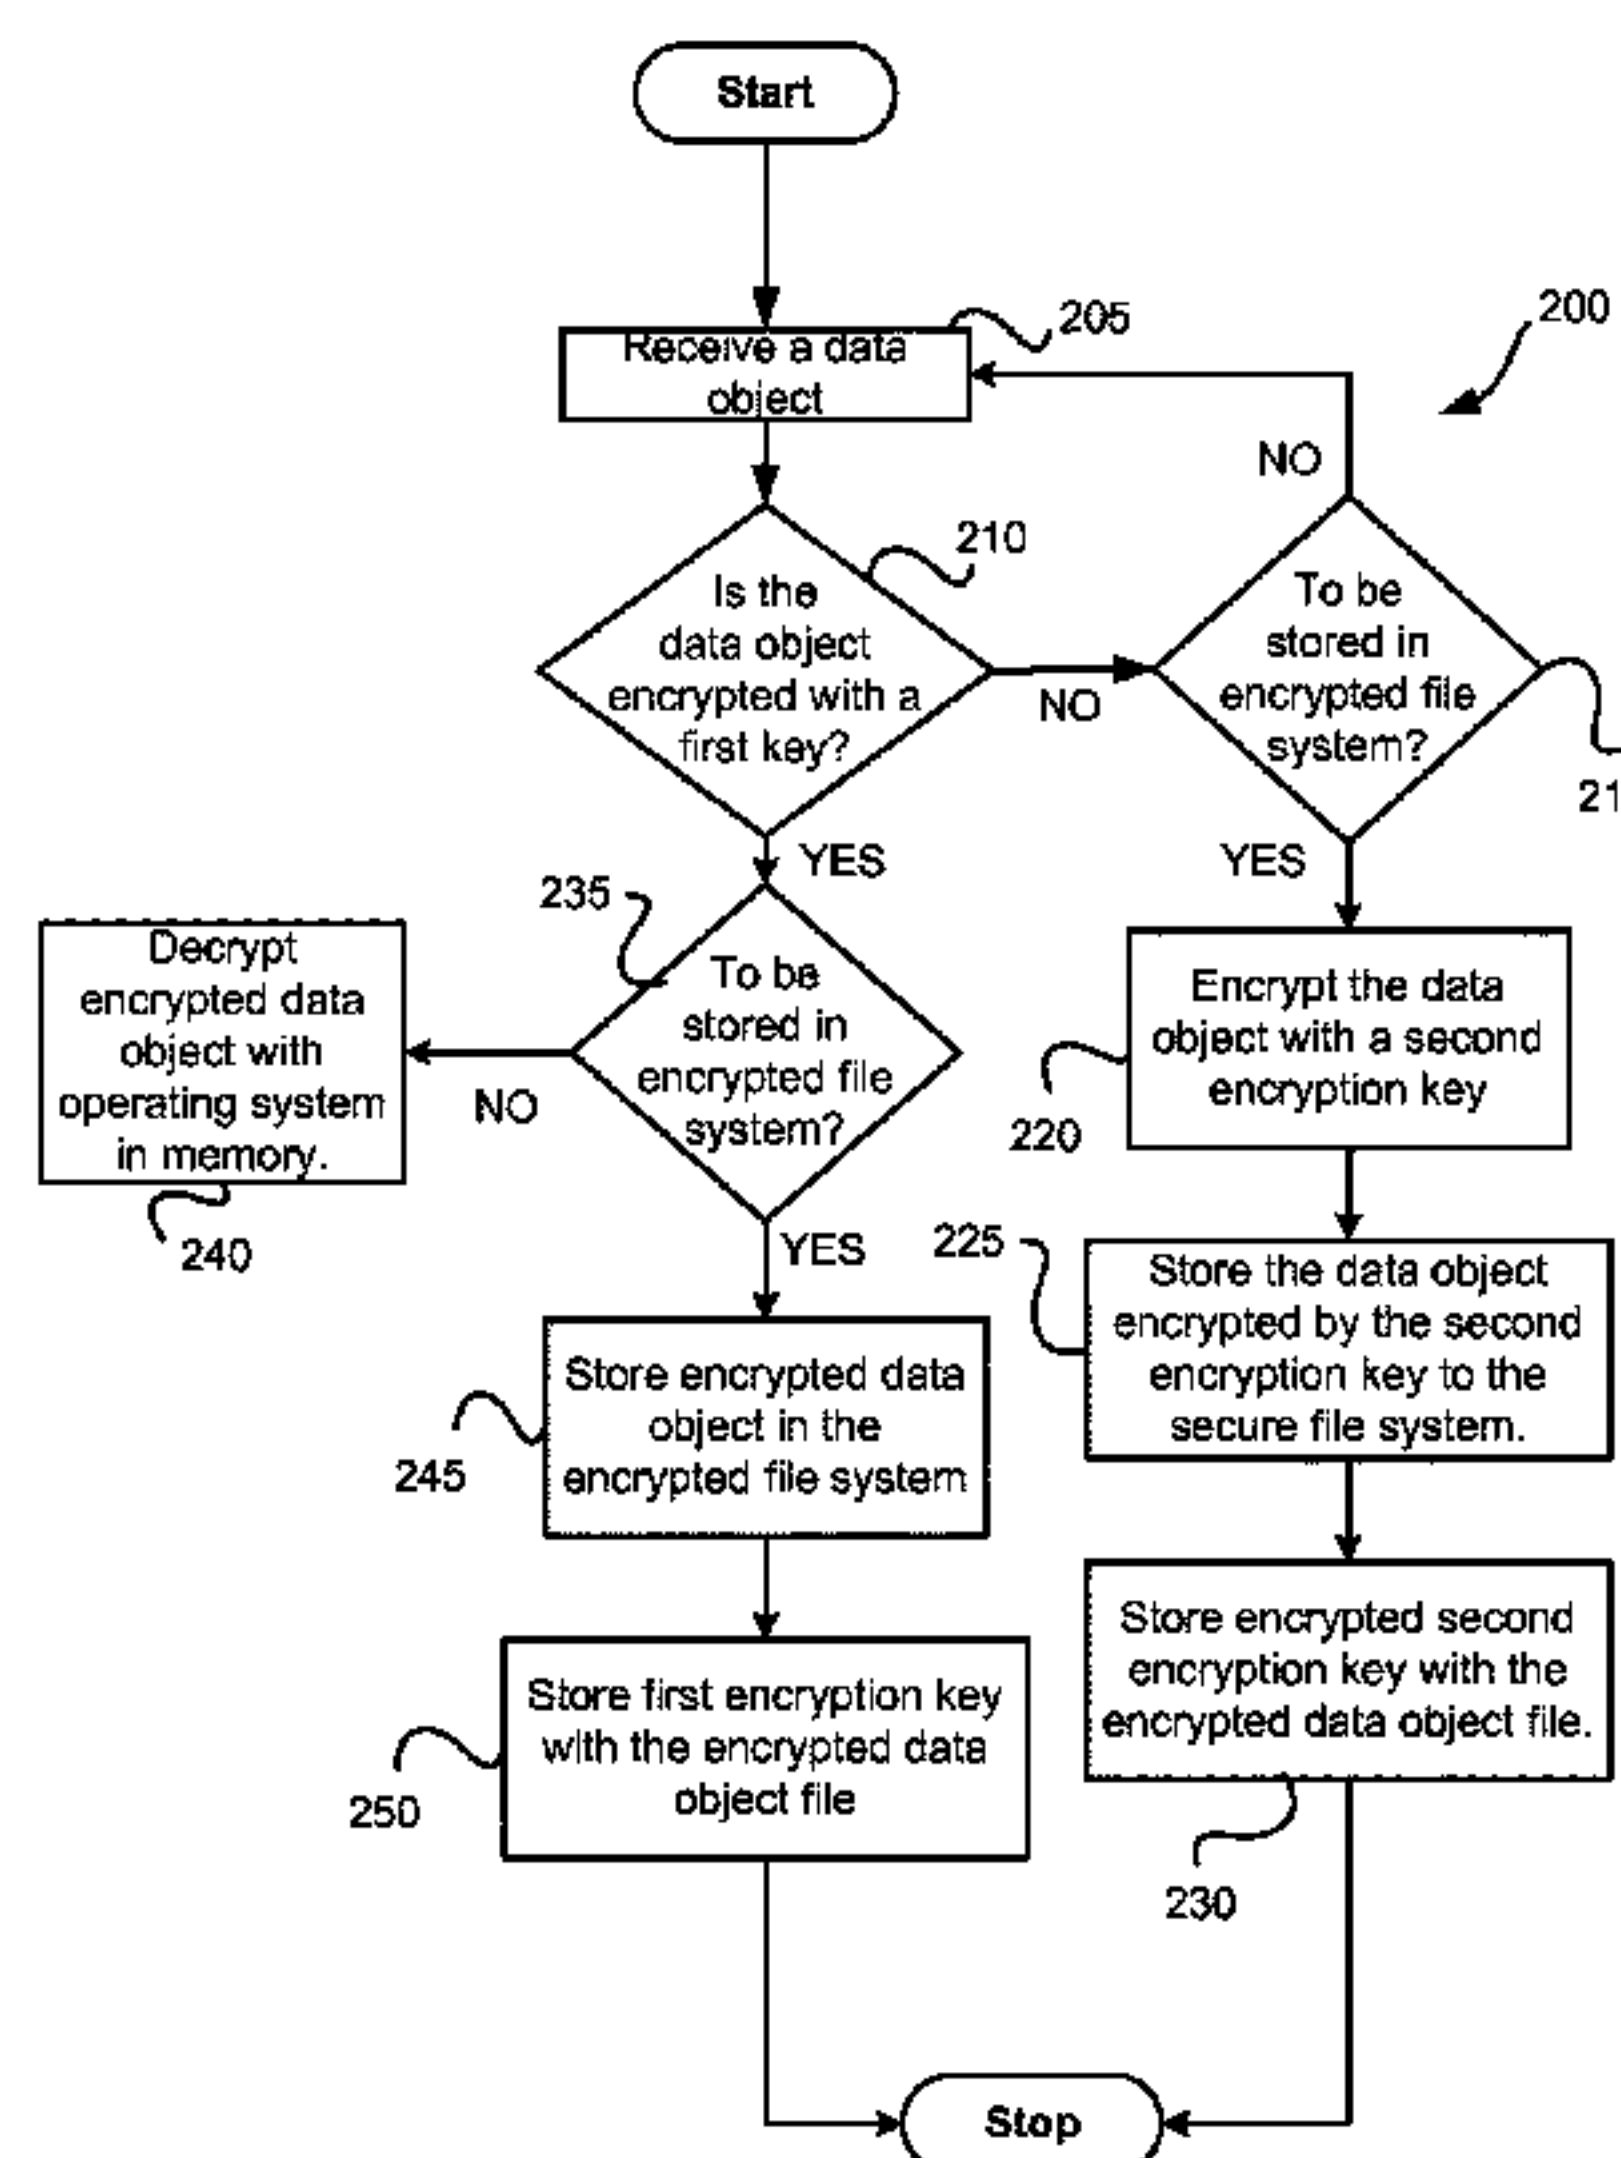 Start
205
200
Receive a data
object
NO
210
Is the
data object
encrypted with a
first key?
NO
To be
stored in
encrypted file
system?
21
YES
YES
235
Decrypt
encrypted data
object with
operating system
in memory.
To be
stored in
encrypted file
system?
NO
240
Encrypt the data
object with a second
encryption key
220
YES
225
Store the data object
encrypted by the second
encryption key to the
secure file system.
Store encrypted data
object in the
encrypted file system
245
Store encrypted second
encryption key with the
encrypted data object file.
Store first encryption key
with the encrypted data
object file
250
230
Stop